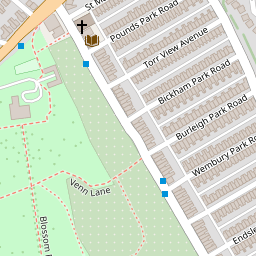 St M
Pounds Park Road
Torr View Avenue
Bickham Park Road
Burleigh Park Road
Wembury Park Ro
Venn Lane
Blossom
Endsle